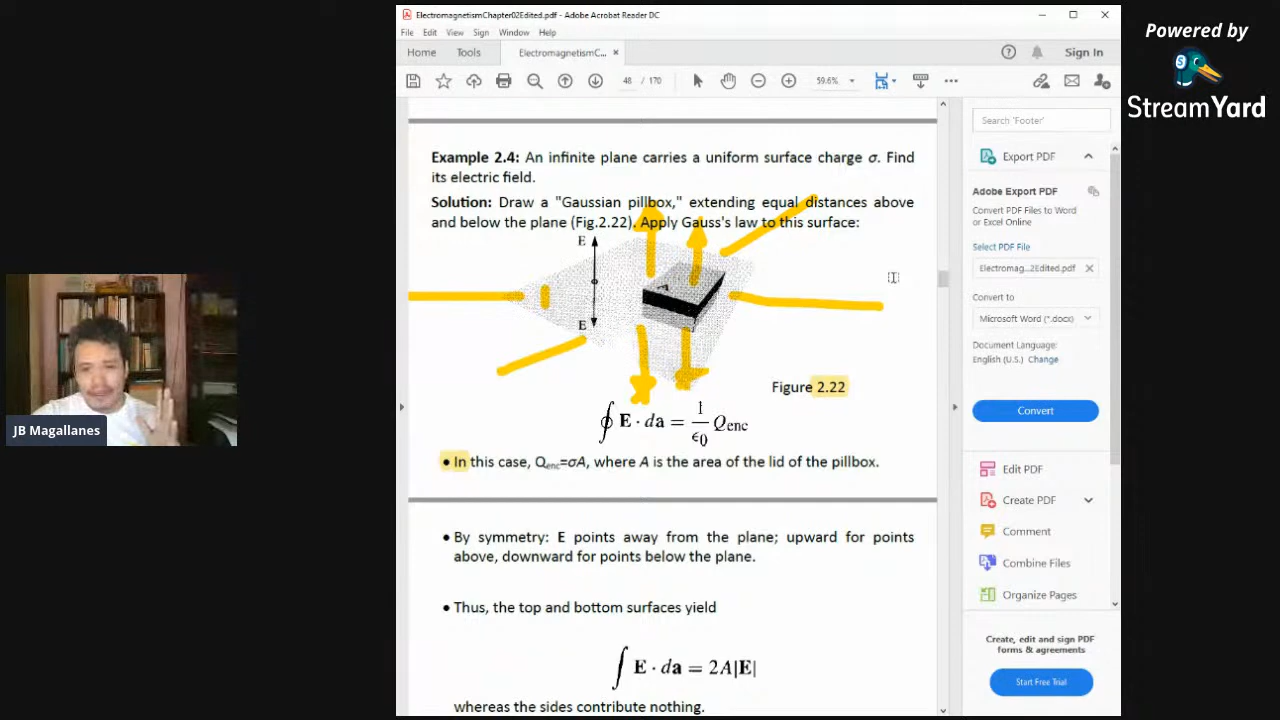 ElectromagnetismChapter02Edited.pdf - Adobe Acrobat Reader DC
File Edit View Sign Window Help
Home Tools ElectromagnetismC... × Sign In
48 / 170 59.6%
Powered by
StreamYard
JB Magallanes
Example 2.4: An infinite plane carries a uniform surface charge σ. Find
its electric field.
Solution: Draw a "Gaussian pillbox," extending equal distances above
and below the plane (Fig.2.22). Apply Gauss's law to this surface:
E
A
E
Figure 2.22
∮ E · da = 1/ϵ0 Qenc
• In this case, Qenc=σA, where A is the area of the lid of the pillbox.
• By symmetry: E points away from the plane; upward for points
above, downward for points below the plane.
• Thus, the top and bottom surfaces yield
∫ E · da = 2A|E|
whereas the sides contribute nothing.
Search 'Footer'
Export PDF
Adobe Export PDF
Convert PDF Files to Word
or Excel Online
Select PDF File
Electromag...2Edited.pdf
Convert to
Microsoft Word (*.docx)
Document Language:
English (U.S.) Change
Convert
Edit PDF
Create PDF
Comment
Combine Files
Organize Pages
Create, edit and sign PDF
forms & agreements
Start Free Trial